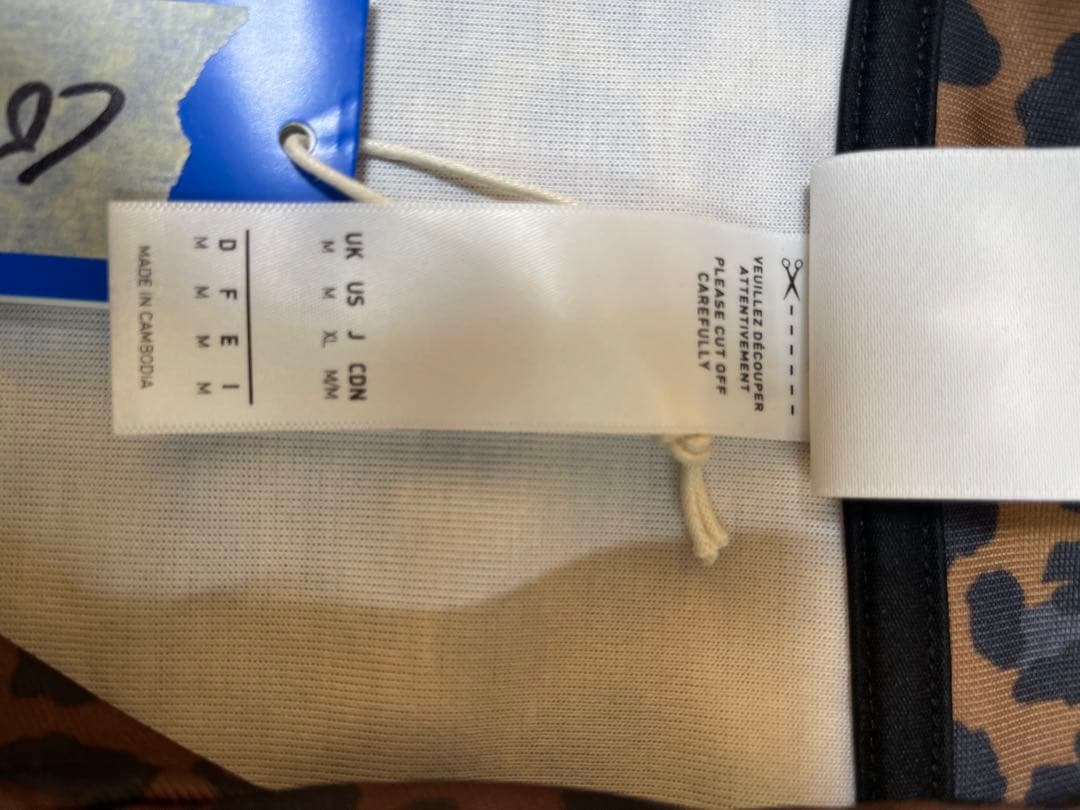 VEUILLEZ DÉCOUPER
ATTENTIVEMENT
PLEASE CUT OFF
CAREFULLY
UK US J CDN
M M XL M/M
D F E I
M M M M
MADE IN CAMBODIA